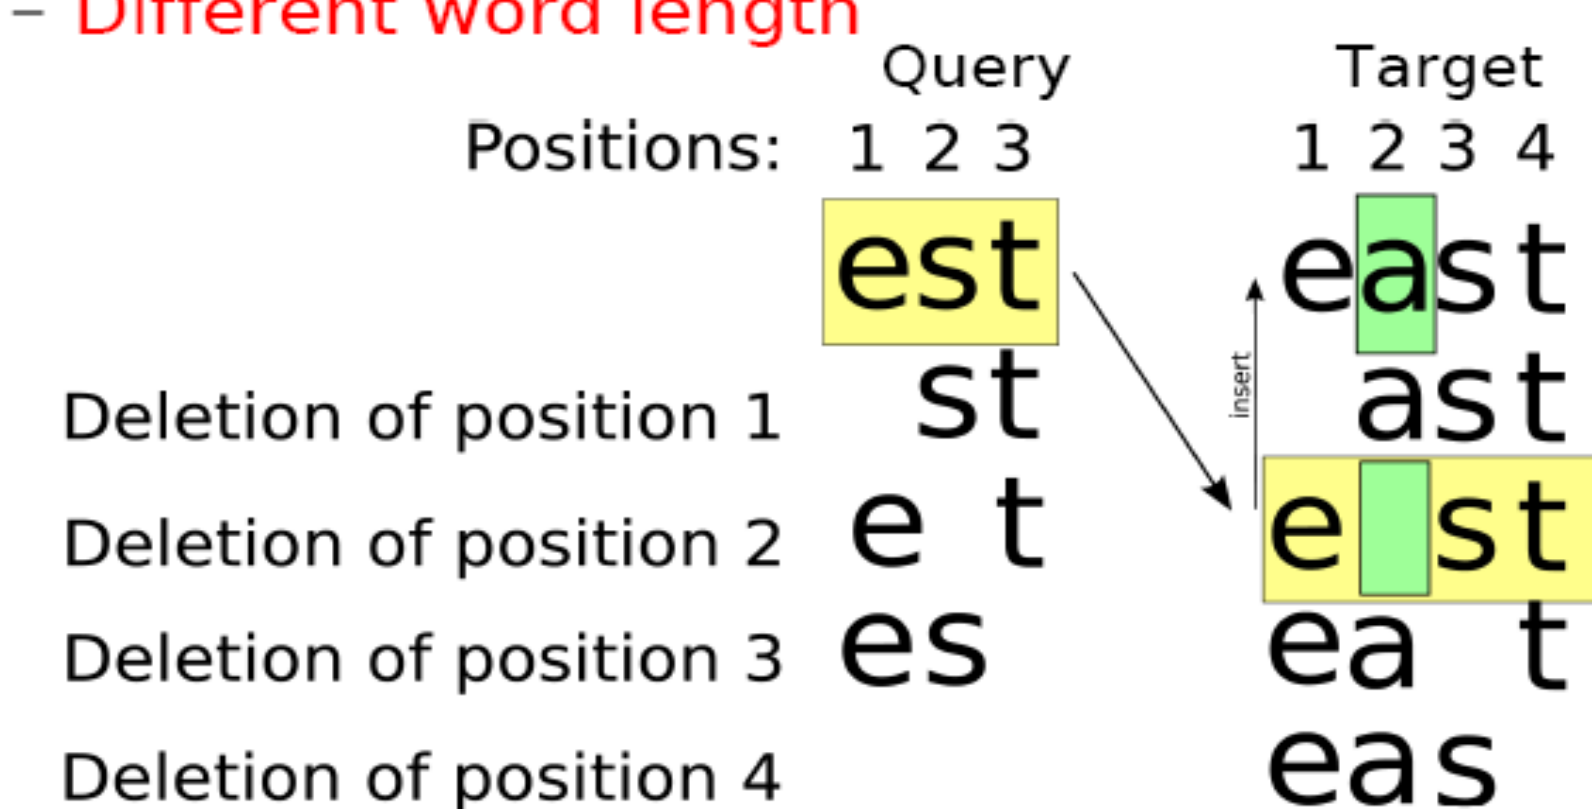 – Different word length
Query Target
Positions: 1 2 3 1 2 3 4
est east
insert
Deletion of position 1 st ast
Deletion of position 2 e t e st
Deletion of position 3 es ea t
Deletion of position 4 eas